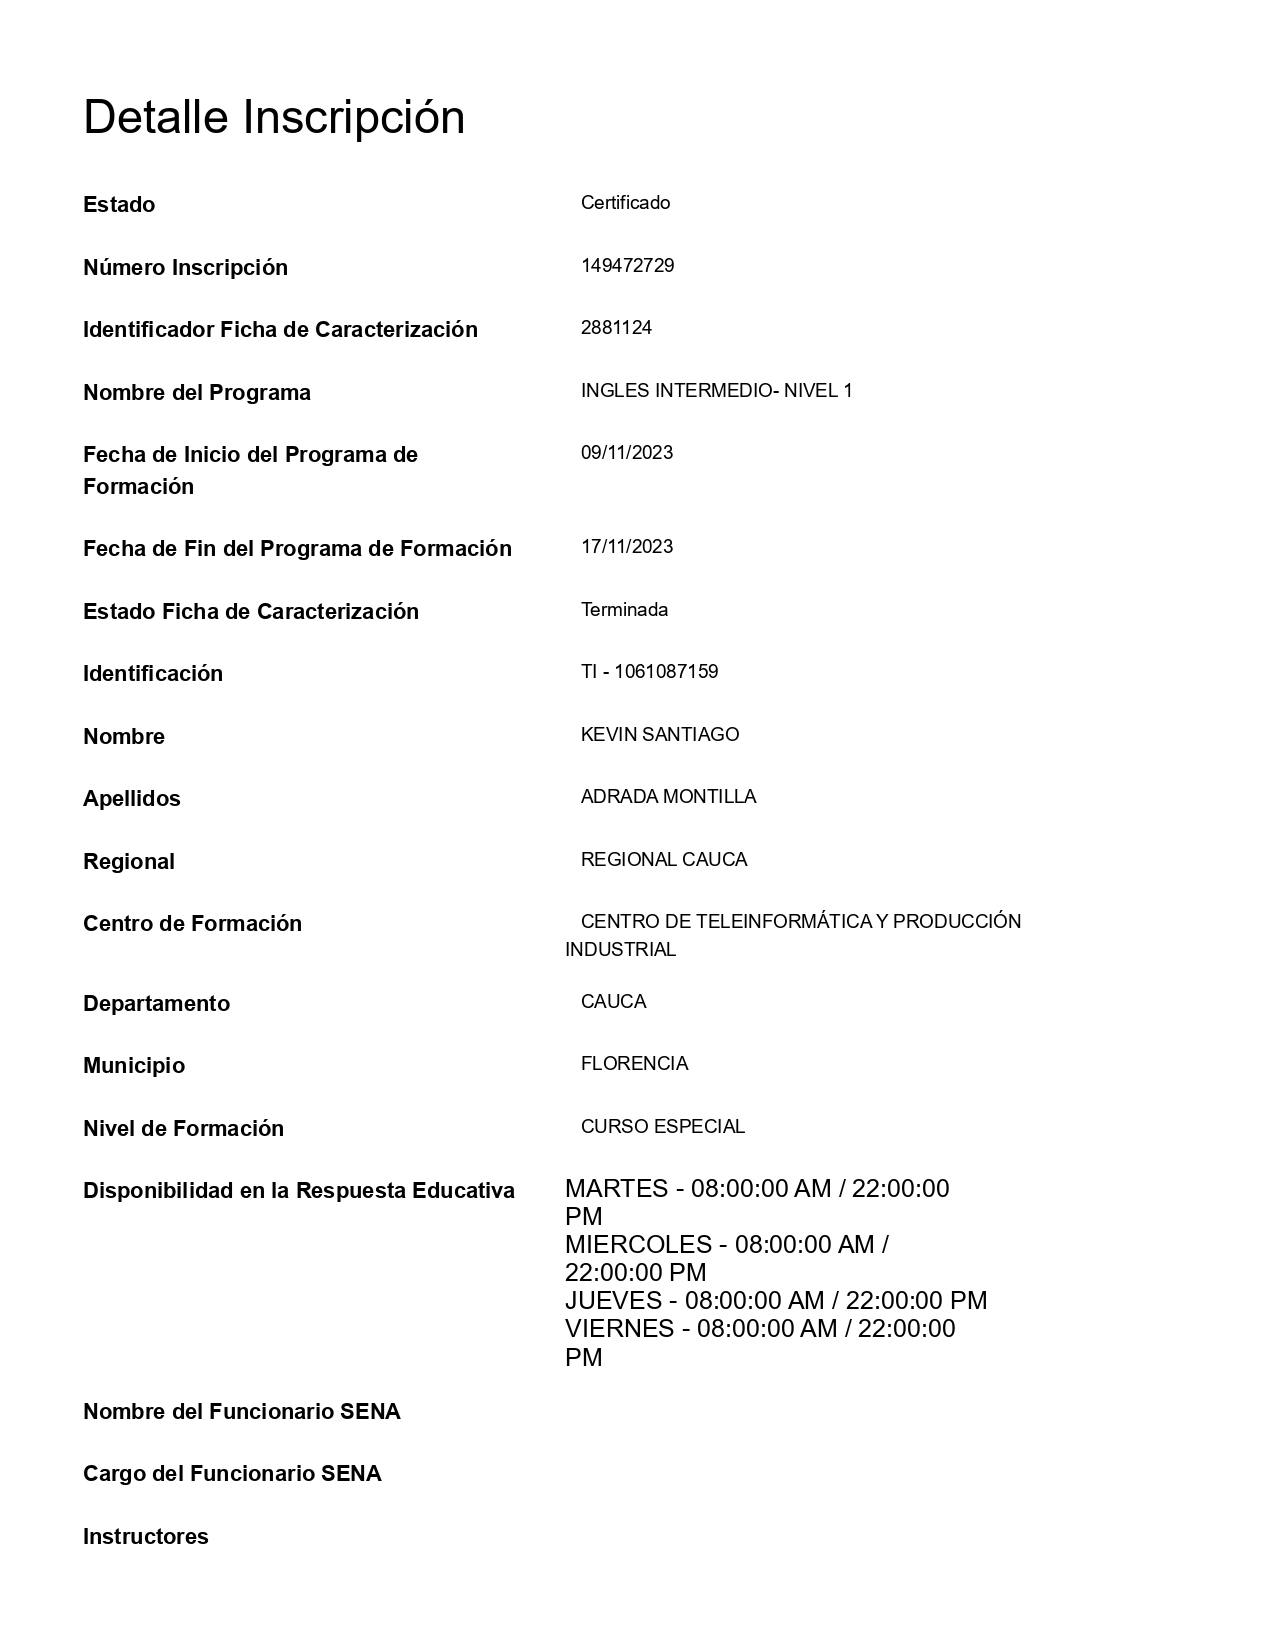 Detalle Inscripción
Estado Certificado
Número Inscripción 149472729
Identificador Ficha de Caracterización 2881124
Nombre del Programa INGLES INTERMEDIO- NIVEL 1
Fecha de Inicio del Programa de 09/11/2023
Formación
Fecha de Fin del Programa de Formación 17/11/2023
Estado Ficha de Caracterización Terminada
Identificación TI - 1061087159
Nombre KEVIN SANTIAGO
Apellidos ADRADA MONTILLA
Regional REGIONAL CAUCA
Centro de Formación CENTRO DE TELEINFORMÁTICA Y PRODUCCIÓN
INDUSTRIAL
Departamento CAUCA
Municipio FLORENCIA
Nivel de Formación CURSO ESPECIAL
Disponibilidad en la Respuesta Educativa MARTES - 08:00:00 AM / 22:00:00
PM
MIERCOLES - 08:00:00 AM /
22:00:00 PM
JUEVES - 08:00:00 AM / 22:00:00 PM
VIERNES - 08:00:00 AM / 22:00:00
PM
Nombre del Funcionario SENA
Cargo del Funcionario SENA
Instructores